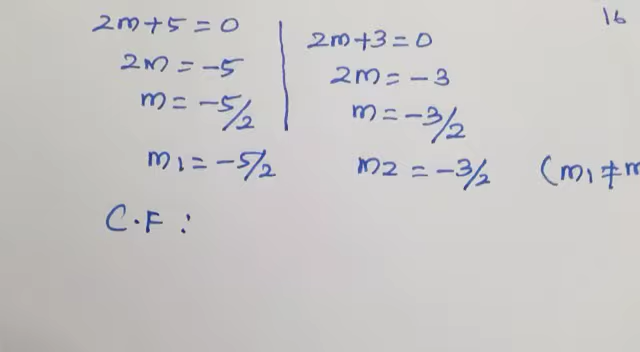 16
2m+5=0
2m=-5
m=-5/2
2m+3=0
2m=-3
m=-3/2
m1=-5/2 m2=-3/2 (m1≠m
C.F: